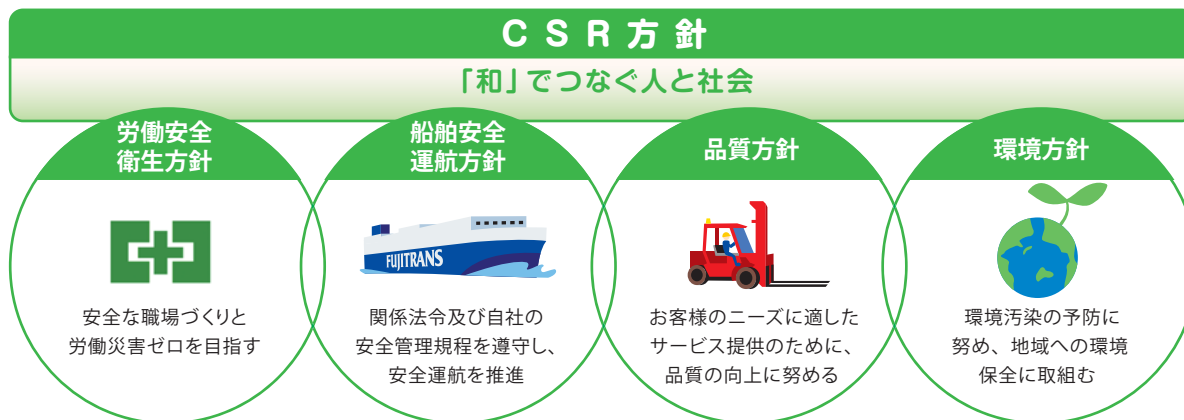 CSR方針
「和」でつなぐ人と社会
労働安全
衛生方針
安全な職場づくりと
労働災害ゼロを目指す
船舶安全
運航方針
FUJITRANS
関係法令及び自社の
安全管理規程を遵守し、
安全運航を推進
品質方針
お客様のニーズに適した
サービス提供のために、
品質の向上に努める
環境方針
環境汚染の予防に
努め、地域への環境
保全に取組む